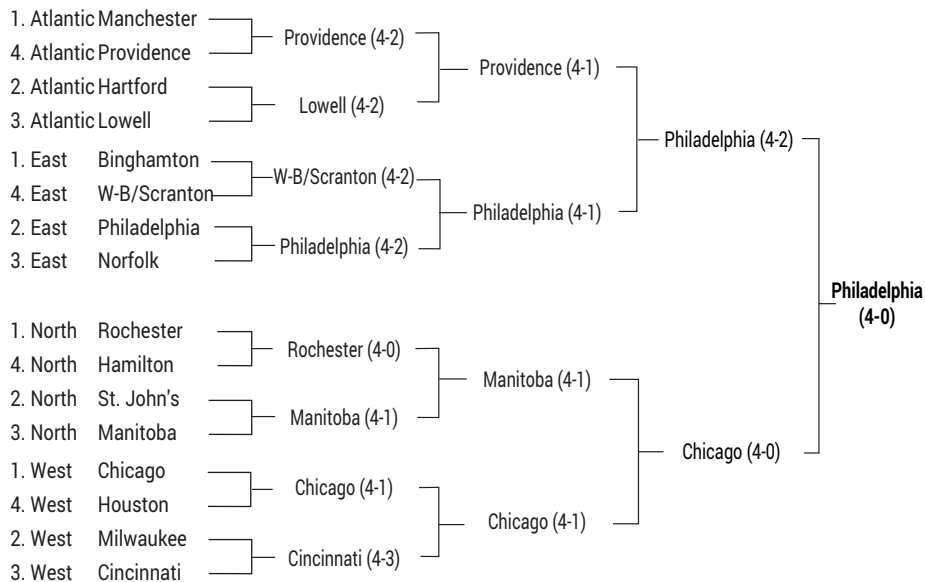 1. Atlantic Manchester
4. Atlantic Providence
2. Atlantic Hartford
3. Atlantic Lowell
1. East Binghamton
4. East W-B/Scranton
2. East Philadelphia
3. East Norfolk
1. North Rochester
4. North Hamilton
2. North St. John's
3. North Manitoba
1. West Chicago
4. West Houston
2. West Milwaukee
3. West Cincinnati
Providence (4-2)
Lowell (4-2)
W-B/Scranton (4-2)
Philadelphia (4-2)
Rochester (4-0)
Manitoba (4-1)
Chicago (4-1)
Cincinnati (4-3)
Providence (4-1)
Philadelphia (4-1)
Manitoba (4-1)
Chicago (4-1)
Philadelphia (4-2)
Chicago (4-0)
Philadelphia
(4-0)